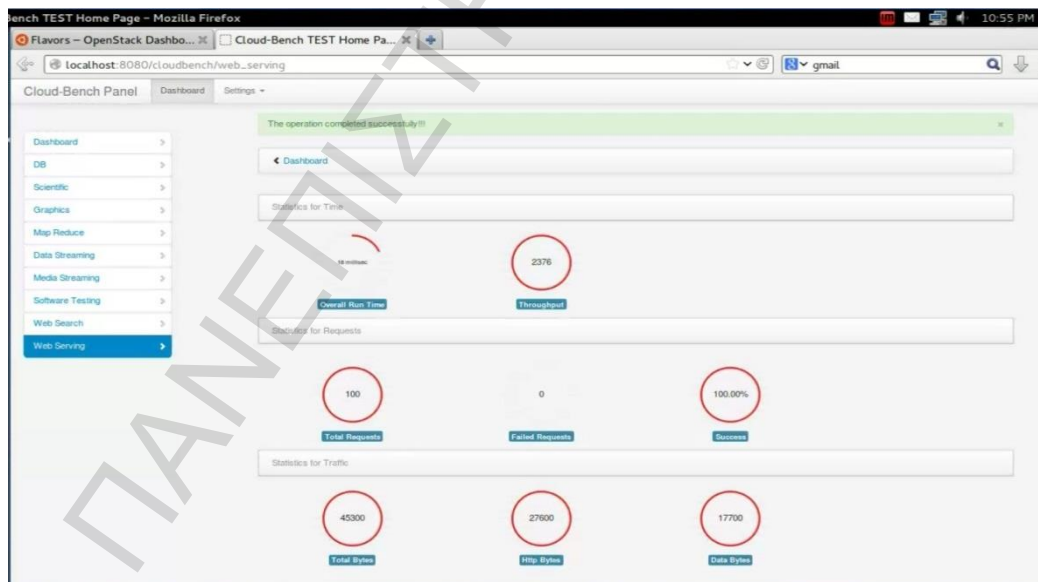 Bench TEST Home Page – Mozilla Firefox
10:55 PM
Flavors – OpenStack Dashbo...
Cloud-Bench TEST Home Pa...
localhost:8080/cloudbench/web_serving
gmail
Cloud-Bench Panel
Dashboard
Settings
The operation completed successfully!!!
Dashboard
DB
Scientific
Graphics
Map Reduce
Data Streaming
Media Streaming
Software Testing
Web Search
Web Serving
Dashboard
Statistics for Time
millisec
2376
Overall Run Time
Throughput
Statistics for Requests
100
0
100.00%
Total Requests
Failed Requests
Success
Statistics for Traffic
45300
27600
17700
Total Bytes
Http Bytes
Data Bytes
ΠΑΝΕΠΙΣΤ